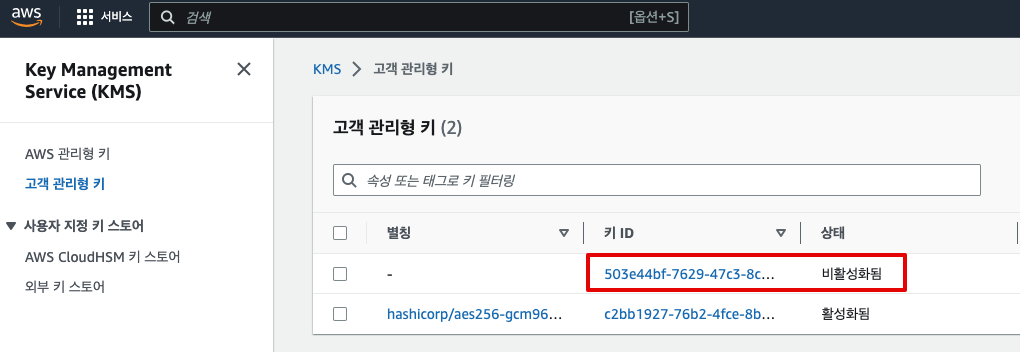 aws 서비스 검색 [옵션+S]
Key Management
Service (KMS)
AWS 관리형 키
고객 관리형 키
사용자 지정 키 스토어
AWS CloudHSM 키 스토어
외부 키 스토어
KMS > 고객 관리형 키
고객 관리형 키 (2)
속성 또는 태그로 키 필터링
별칭 키 ID 상태
- 503e44bf-7629-47c3-8c... 비활성화됨
hashicorp/aes256-gcm96... c2bb1927-76b2-4fce-8b... 활성화됨